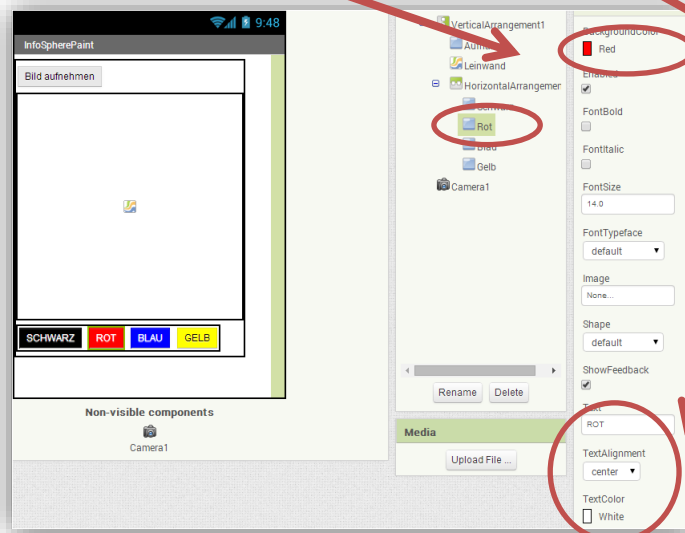 9:48
InfoSpherePaint
Bild aufnehmen
SCHWARZ ROT BLAU GELB
Non-visible components
Camera1
VerticalArrangement1
Leinwand
HorizontalArrangemer
Rot
Blau
Gelb
Camera1
Rename Delete
Media
Upload File ...
BackgroundColor
Red
Enabled
FontBold
FontItalic
FontSize
14.0
FontTypeface
default
Image
None...
Shape
default
ShowFeedback
Text
ROT
TextAlignment
center
TextColor
White